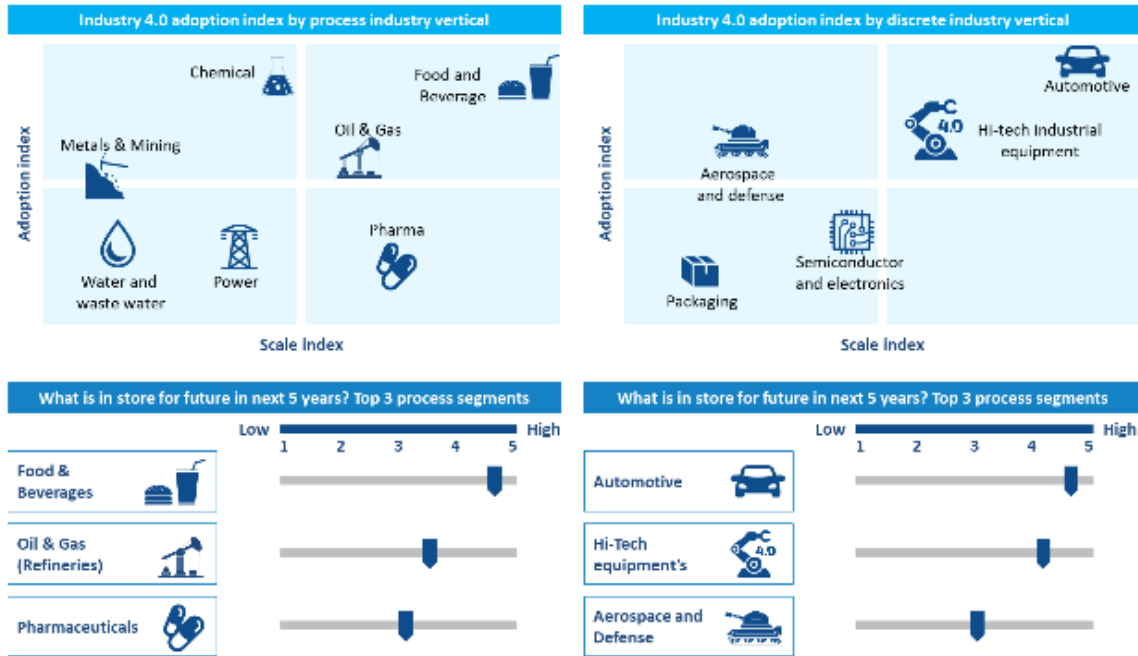 Industry 4.0 adoption index by process industry vertical
Adoption index
Chemical
Food and
Beverage
Oil & Gas
Metals & Mining
Pharma
Water and
waste water
Power
Scale index
Industry 4.0 adoption index by discrete industry vertical
Adoption index
Automotive
4.0
Hi-tech Industrial
equipment
Aerospace
and defense
Semiconductor
and electronics
Packaging
Scale index
What is in store for future in next 5 years? Top 3 process segments
Low High
1 2 3 4 5
Food &
Beverages
Oil & Gas
(Refineries)
Pharmaceuticals
What is in store for future in next 5 years? Top 3 process segments
Low High
1 2 3 4 5
Automotive
Hi-Tech
equipment's
4.0
Aerospace and
Defense